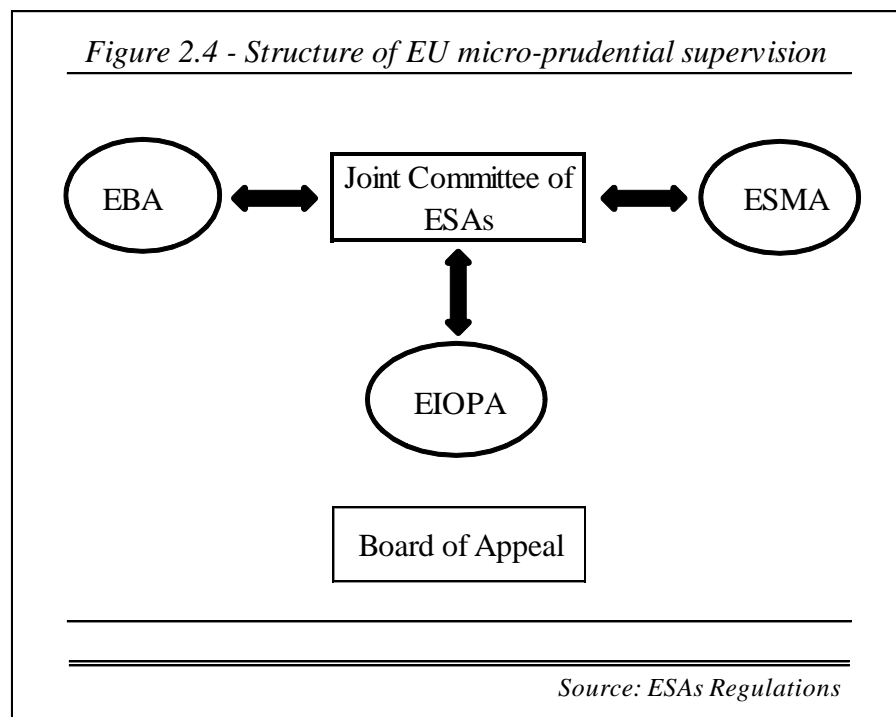 Figure 2.4 - Structure of EU micro-prudential supervision
EBA
Joint Committee of
ESAs
ESMA
EIOPA
Board of Appeal
Source: ESAs Regulations